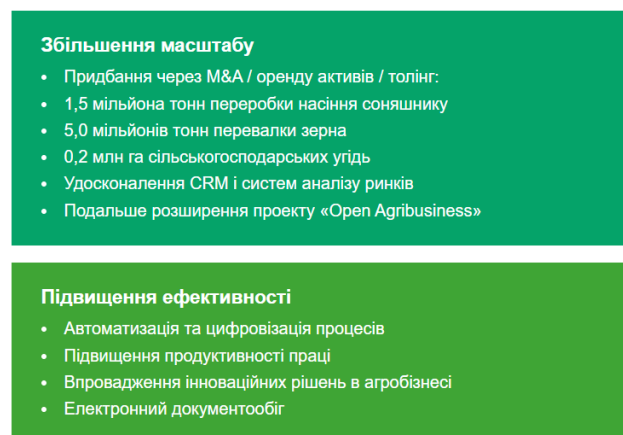 Збільшення масштабу
• Придбання через M&A / оренду активів / толінг:
• 1,5 мільйона тонн переробки насіння соняшнику
• 5,0 мільйонів тонн перевалки зерна
• 0,2 млн га сільськогосподарських угідь
• Удосконалення CRM і систем аналізу ринків
• Подальше розширення проекту «Open Agribusiness»
Підвищення ефективності
• Автоматизація та цифровізація процесів
• Підвищення продуктивності праці
• Впровадження інноваційних рішень в агробізнесі
• Електронний документообіг